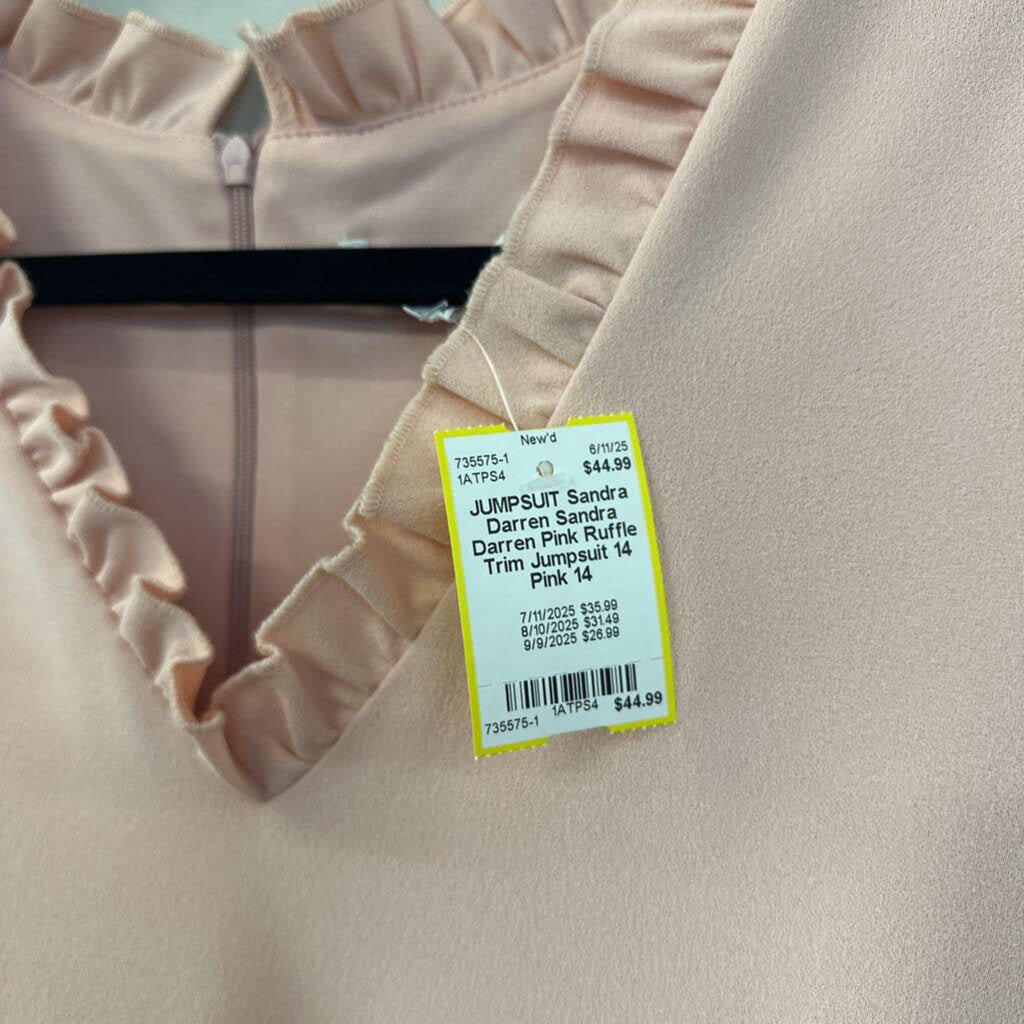 New'd
735575-1 6/11/25
1ATPS4 $44.99
JUMPSUIT Sandra
Darren Sandra
Darren Pink Ruffle
Trim Jumpsuit 14
Pink 14
7/11/2025 $35.99
8/10/2025 $31.49
9/9/2025 $26.99
735575-1 1ATPS4 $44.99